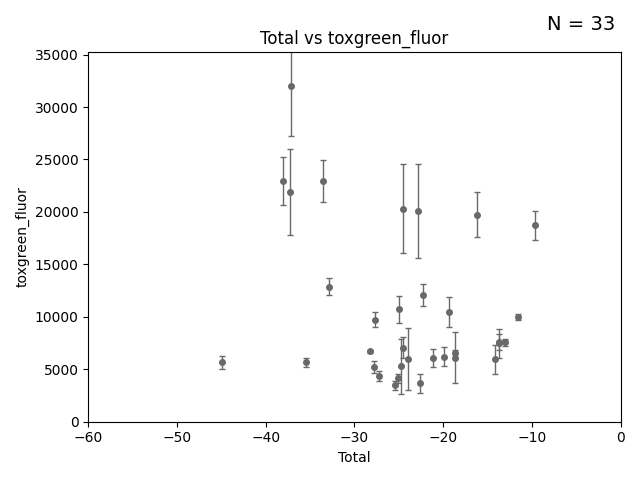 N = 33
Total vs toxgreen_fluor
35000
30000
25000
20000
15000
10000
5000
0
toxgreen_fluor
−60 −50 −40 −30 −20 −10 0
Total